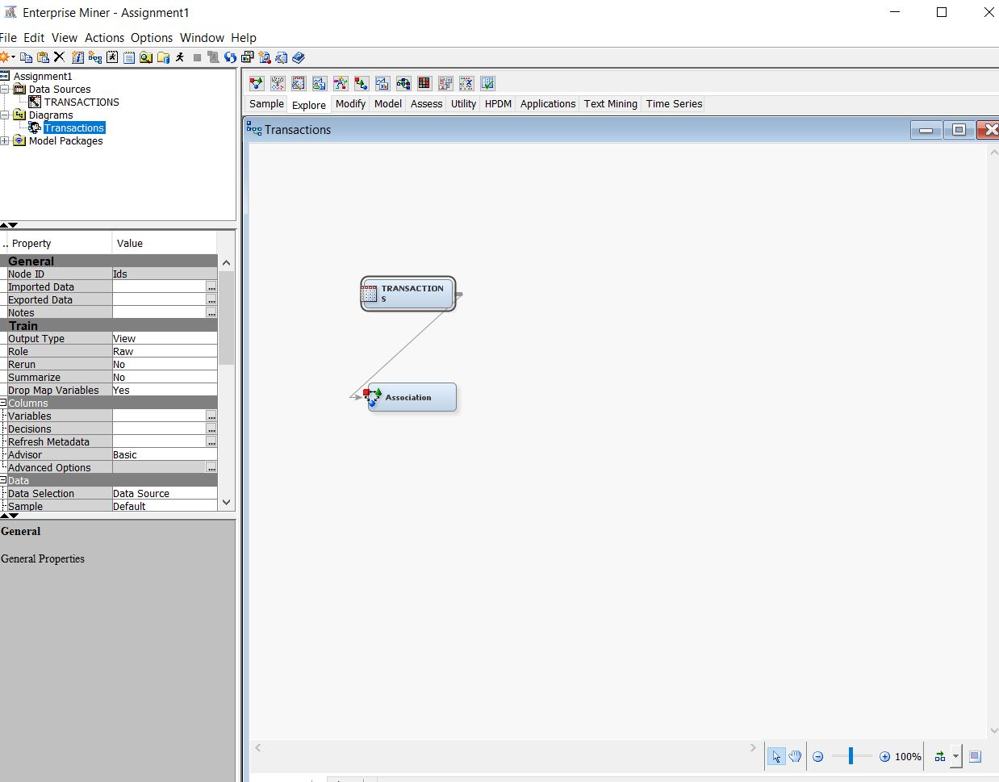 Enterprise Miner - Assignment1
File Edit View Actions Options Window Help
Assignment1
Data Sources
TRANSACTIONS
Diagrams
Transactions
Model Packages
.. Property Value
General
Node ID Ids
Imported Data ...
Exported Data ...
Notes ...
Train
Output Type View
Role Raw
Rerun No
Summarize No
Drop Map Variables Yes
Columns
Variables ...
Decisions ...
Refresh Metadata ...
Advisor Basic
Advanced Options ...
Data
Data Selection Data Source
Sample Default
General
General Properties
Sample Explore Modify Model Assess Utility HPDM Applications Text Mining Time Series
Transactions
TRANSACTION
S
Association
100%